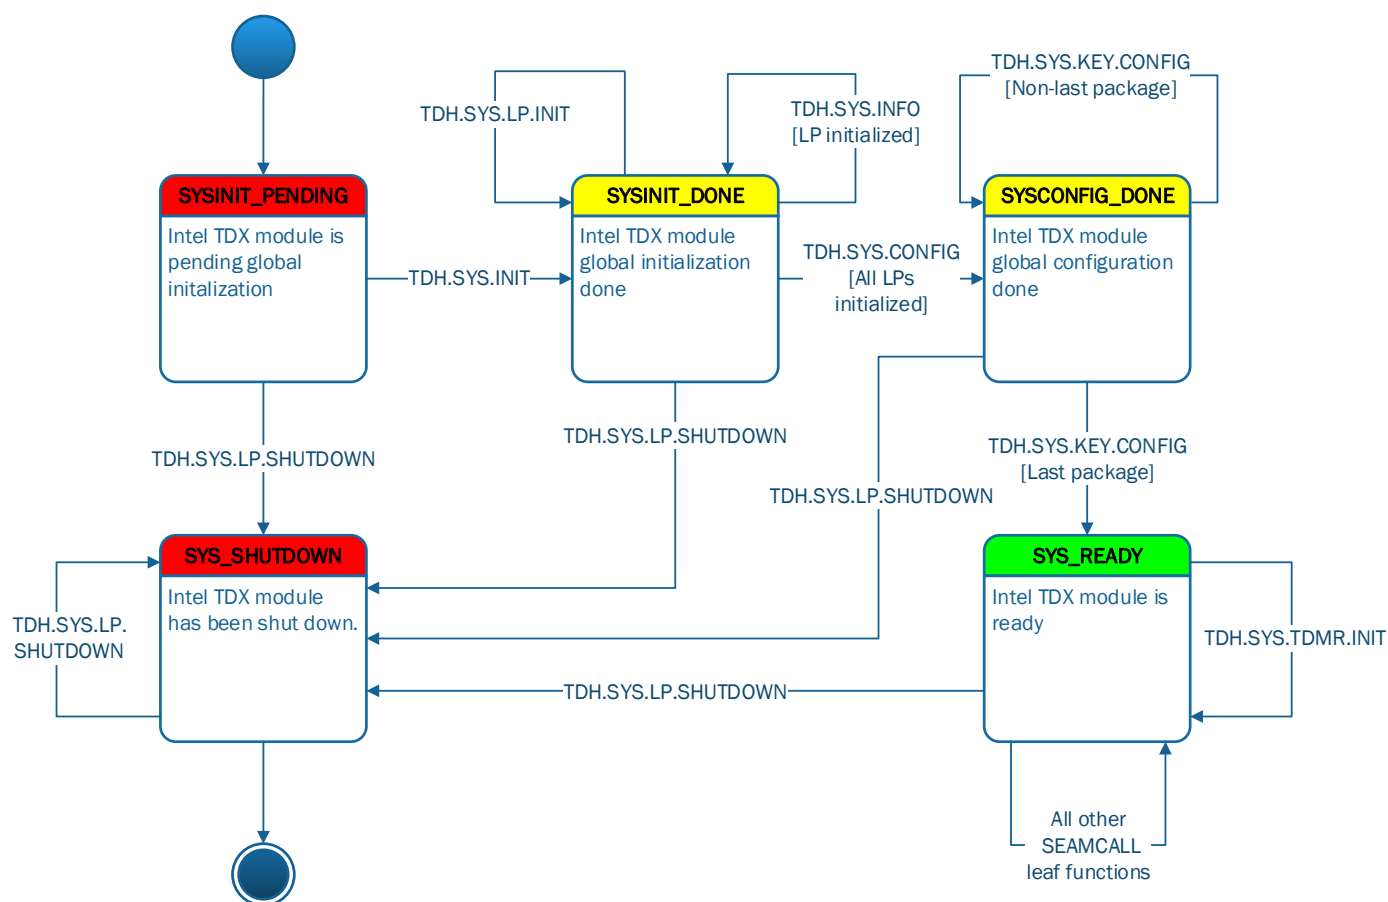 TDH.SYS.KEY.CONFIG
[Non-last package]
TDH.SYS.LP.INIT
TDH.SYS.INFO
[LP initialized]
SYSINIT_PENDING
Intel TDX module is
pending global
initalization
TDH.SYS.INIT
SYSINIT_DONE
Intel TDX module
global initialization
done
TDH.SYS.CONFIG
[All LPs
initialized]
SYSCONFIG_DONE
Intel TDX module
global configuration
done
TDH.SYS.LP.SHUTDOWN
TDH.SYS.LP.SHUTDOWN
TDH.SYS.LP.SHUTDOWN
TDH.SYS.KEY.CONFIG
[Last package]
TDH.SYS.LP.
SHUTDOWN
SYS_SHUTDOWN
Intel TDX module
has been shut down.
TDH.SYS.LP.SHUTDOWN
SYS_READY
Intel TDX module is
ready
TDH.SYS.TDMR.INIT
All other
SEAMCALL
leaf functions